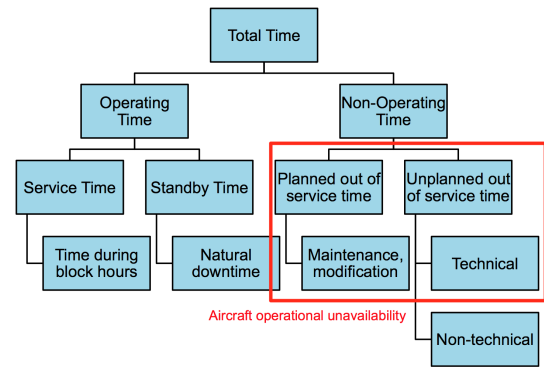 Total Time
Operating
Time
Non-Operating
Time
Service Time
Standby Time
Planned out of
service time
Unplanned out
of service time
Time during
block hours
Natural
downtime
Maintenance,
modification
Technical
Aircraft operational unavailability
Non-technical